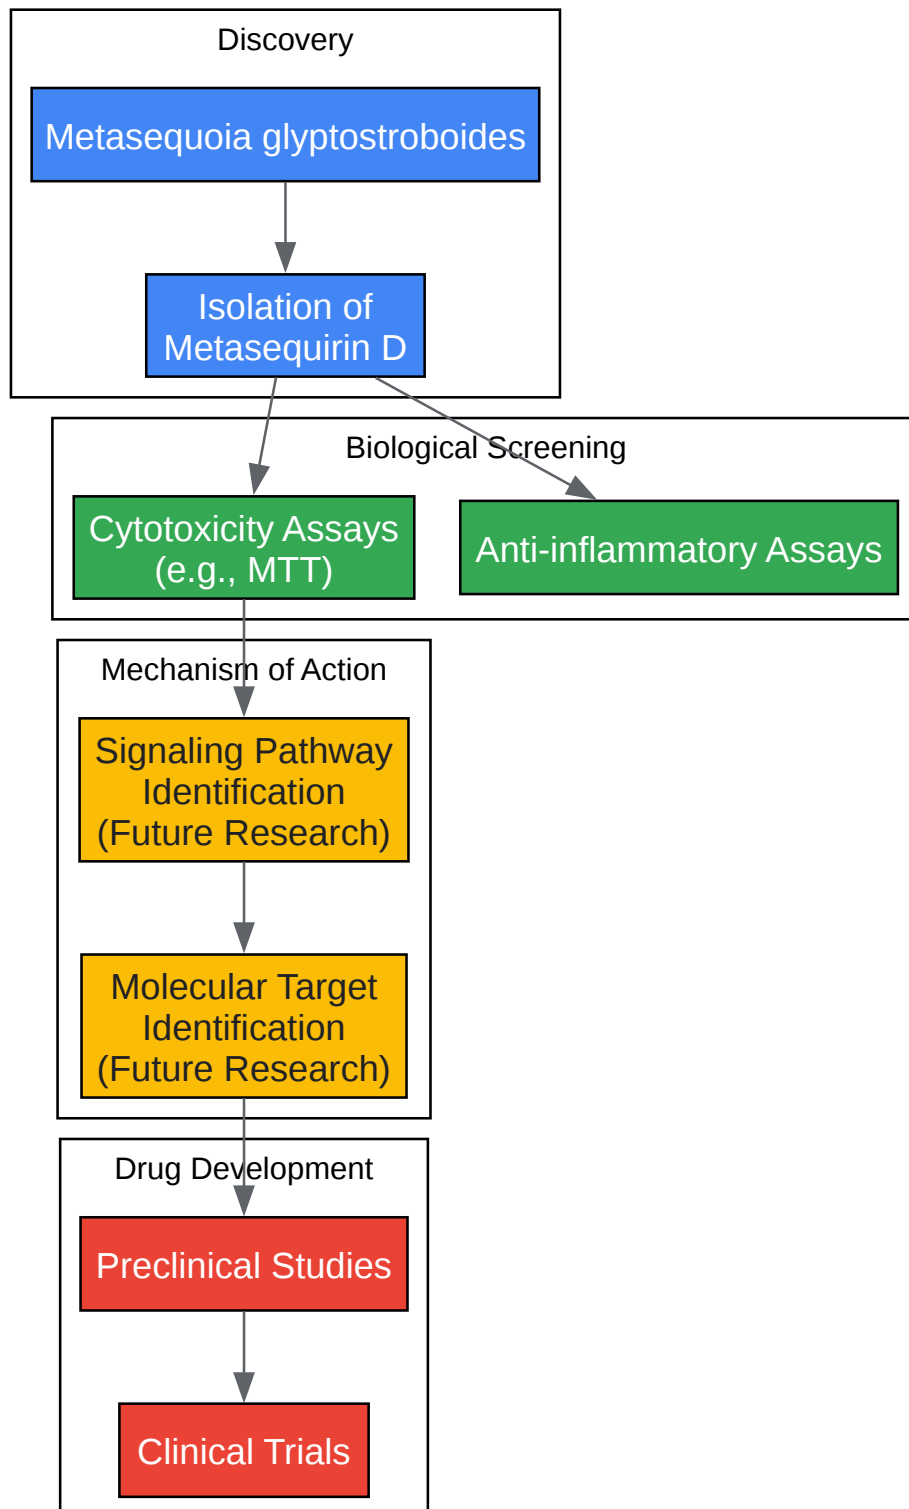 Discovery
Metasequoia glyptostroboides
Isolation of
Metasequirin D
Biological Screening
Cytotoxicity Assays
(e.g., MTT)
Anti-inflammatory Assays
Mechanism of Action
Signaling Pathway
Identification
(Future Research)
Molecular Target
Identification
(Future Research)
Drug Development
Preclinical Studies
Clinical Trials